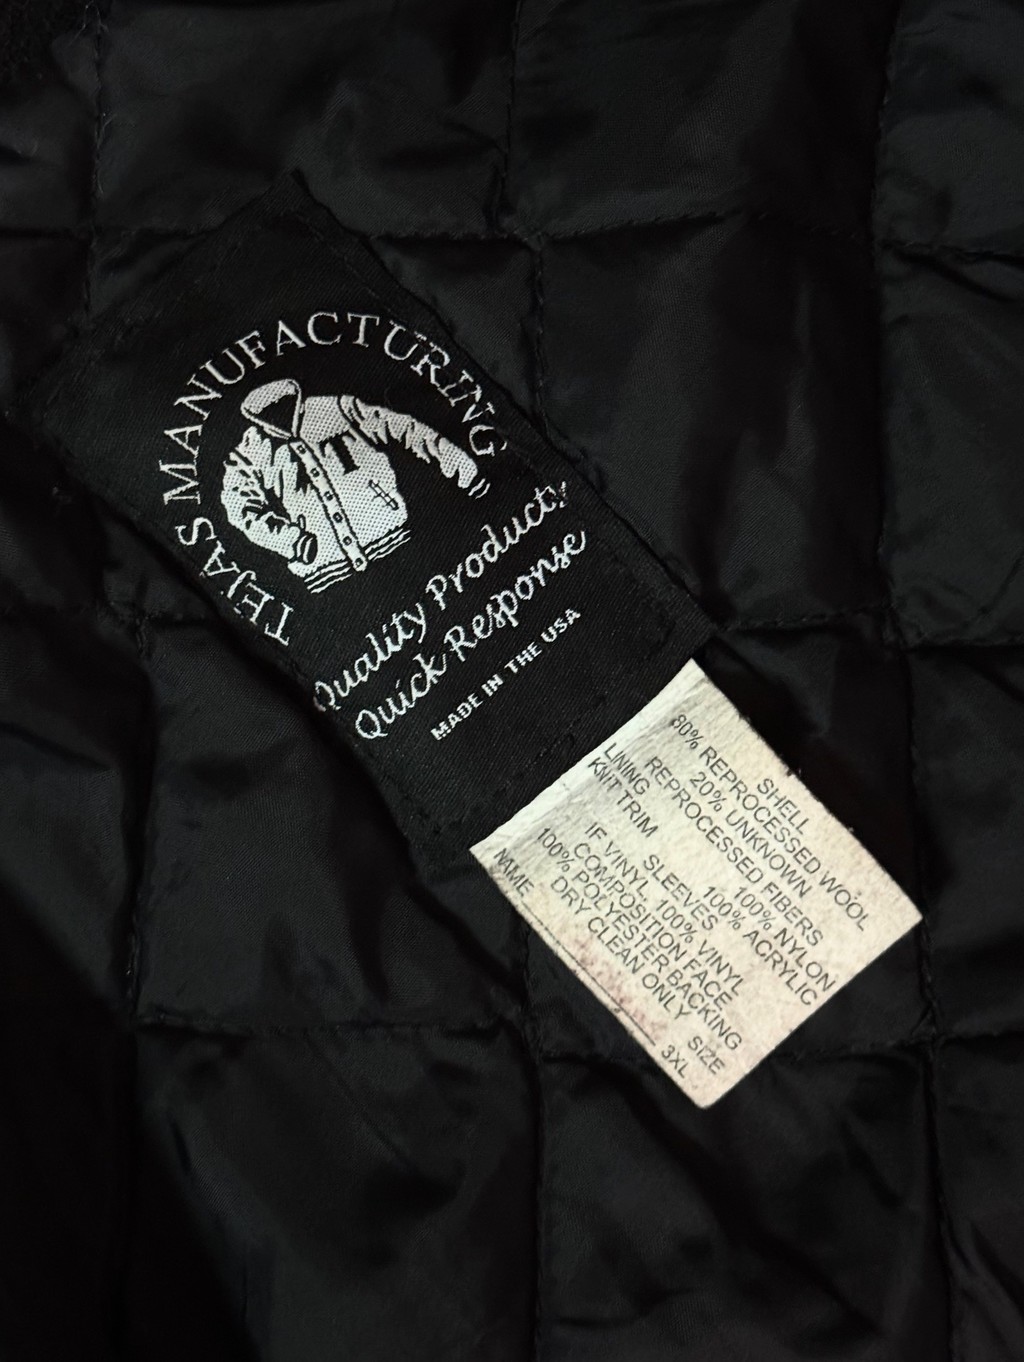 TEJAS MANUFACTURING
T
Quality Product,
Quick Response
MADE IN THE USA
SHELL
80% REPROCESSED WOOL
20% UNKNOWN
REPROCESSED FIBERS
LINING 100% NYLON
KNIT TRIM 100% ACRYLIC
SLEEVES
IF VINYL 100% VINYL
COMPOSITION FACE
100% POLYESTER BACKING
DRY CLEAN ONLY
NAME SIZE
3XL